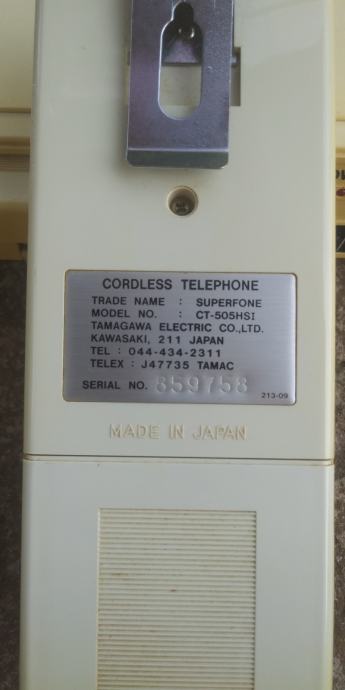 CORDLESS TELEPHONE
TRADE NAME : SUPERFONE
MODEL NO. : CT-505HSI
TAMAGAWA ELECTRIC CO.,LTD.
KAWASAKI, 211 JAPAN
TEL : 044-434-2311
TELEX : J47735 TAMAC
SERIAL NO. 859758
213-09
MADE IN JAPAN